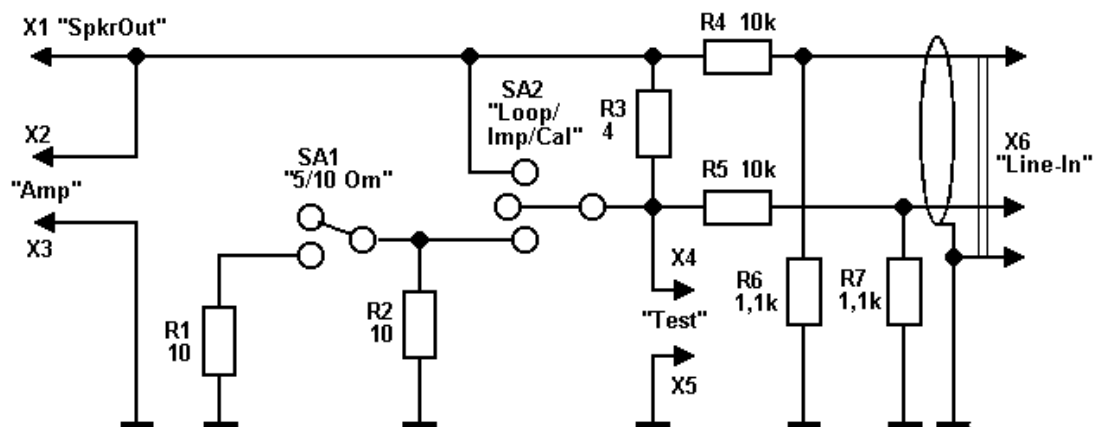 X1 "SpkrOut"
R4 10k
SA2
"Loop/
Imp/Cal"
R3
4
X2
X6
"Line-In"
SA1
"5/10 Om"
R5 10k
"Amp"
X3
X4
R6
1,1k
R7
1,1k
R1
10
R2
10
"Test"
X5